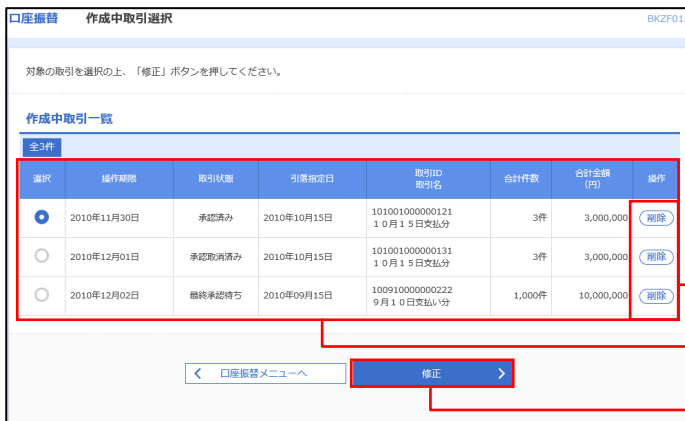 口座振替 作成中取引選択 BKZF01
対象の取引を選択の上、「修正」ボタンを押してください。
作成中取引一覧
全3件
選択 操作期限 取引状態 引落指定日 取引ID 取引名 合計件数 合計金額 (円) 操作
2010年11月30日 承認済み 2010年10月15日 101001000000121 3件 3,000,000 削除
１０月１５日支払分
2010年12月01日 承認取消済み 2010年10月15日 101001000000131 3件 3,000,000 削除
１０月１５日支払分
2010年12月02日 最終承認待ち 2010年09月15日 100910000000222 1,000件 10,000,000 削除
９月１０日支払い分
口座振替メニューへ 修正